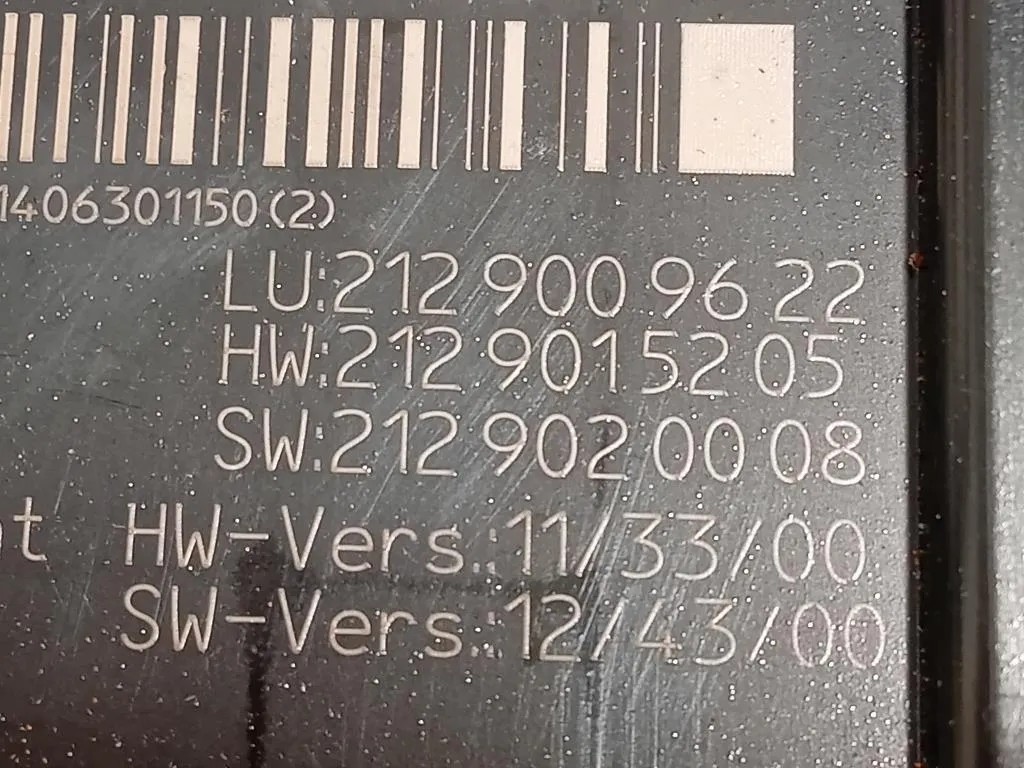 1406301150(2)
LU:212 900 96 22
HW:212 901 52 05
SW:212 902 00 08
t HW-Vers.:11/33/00
SW-Vers.:12/43/00